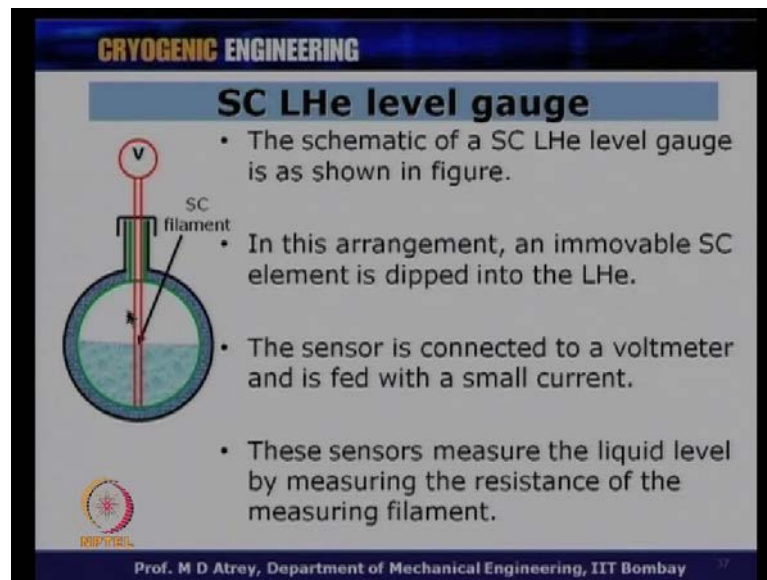 CRYOGENIC ENGINEERING
SC LHe level gauge
V
SC
filament
• The schematic of a SC LHe level gauge
is as shown in figure.
• In this arrangement, an immovable SC
element is dipped into the LHe.
• The sensor is connected to a voltmeter
and is fed with a small current.
• These sensors measure the liquid level
by measuring the resistance of the
measuring filament.
NPTEL
Prof. M D Atrey, Department of Mechanical Engineering, IIT Bombay
37